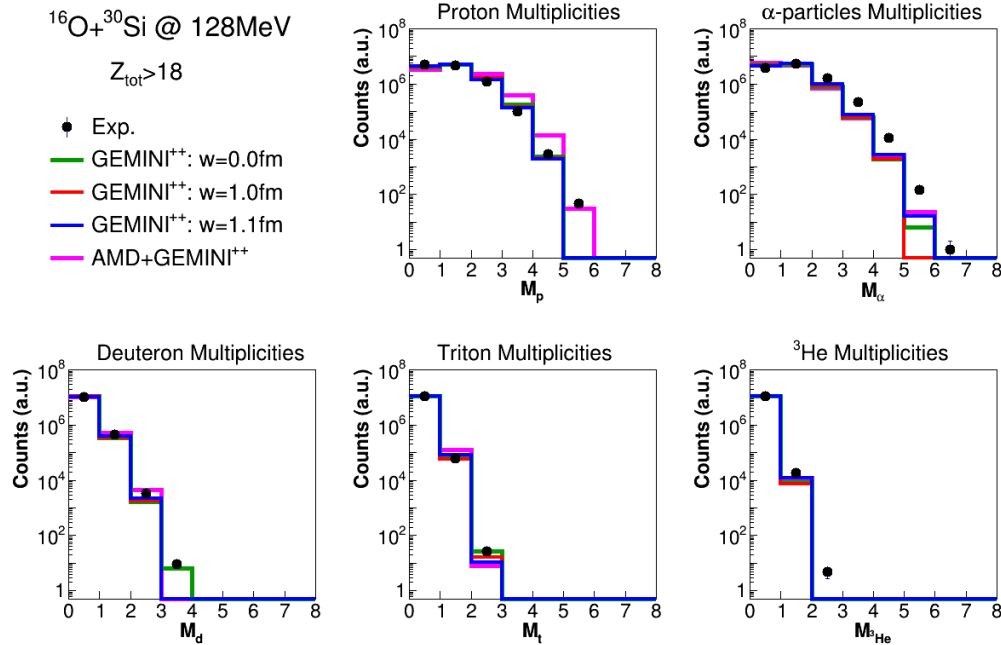 ¹⁶O+³⁰Si @ 128MeV
Z_tot>18
Exp.
GEMINI⁺⁺: w=0.0fm
GEMINI⁺⁺: w=1.0fm
GEMINI⁺⁺: w=1.1fm
AMD+GEMINI⁺⁺
Proton Multiplicities
Counts (a.u.)
10⁸
10⁶
10⁴
10²
1
0 1 2 3 4 5 6 7 8
M_p
α-particles Multiplicities
Counts (a.u.)
10⁸
10⁶
10⁴
10²
1
0 1 2 3 4 5 6 7 8
M_α
Deuteron Multiplicities
Counts (a.u.)
10⁸
10⁶
10⁴
10²
1
0 1 2 3 4 5 6 7 8
M_d
Triton Multiplicities
Counts (a.u.)
10⁸
10⁶
10⁴
10²
1
0 1 2 3 4 5 6 7 8
M_t
³He Multiplicities
Counts (a.u.)
10⁸
10⁶
10⁴
10²
1
0 1 2 3 4 5 6 7 8
M_³He